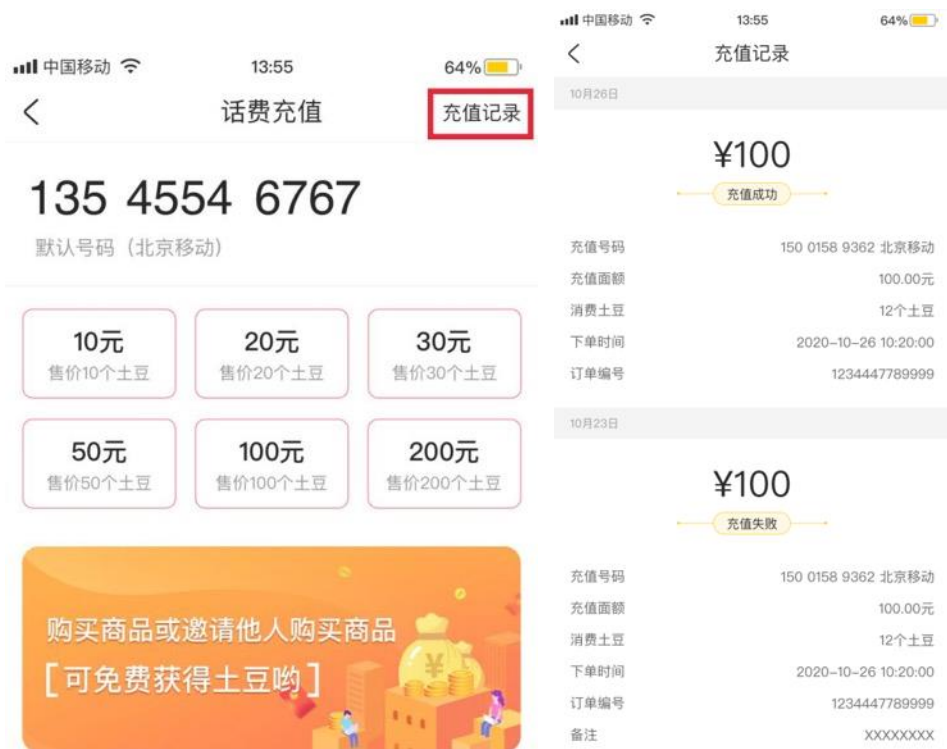 中国移动 13:55 64%
话费充值 充值记录
135 4554 6767
默认号码（北京移动）
10元 20元 30元
售价10个土豆 售价20个土豆 售价30个土豆
50元 100元 200元
售价50个土豆 售价100个土豆 售价200个土豆
购买商品或邀请他人购买商品
[可免费获得土豆哟]
中国移动 13:55 64%
充值记录
10月26日
¥100
充值成功
充值号码 150 0158 9362 北京移动
充值面额 100.00元
消费土豆 12个土豆
下单时间 2020-10-26 10:20:00
订单编号 1234447789999
10月23日
¥100
充值失败
充值号码 150 0158 9362 北京移动
充值面额 100.00元
消费土豆 12个土豆
下单时间 2020-10-26 10:20:00
订单编号 1234447789999
备注 XXXXXXXX